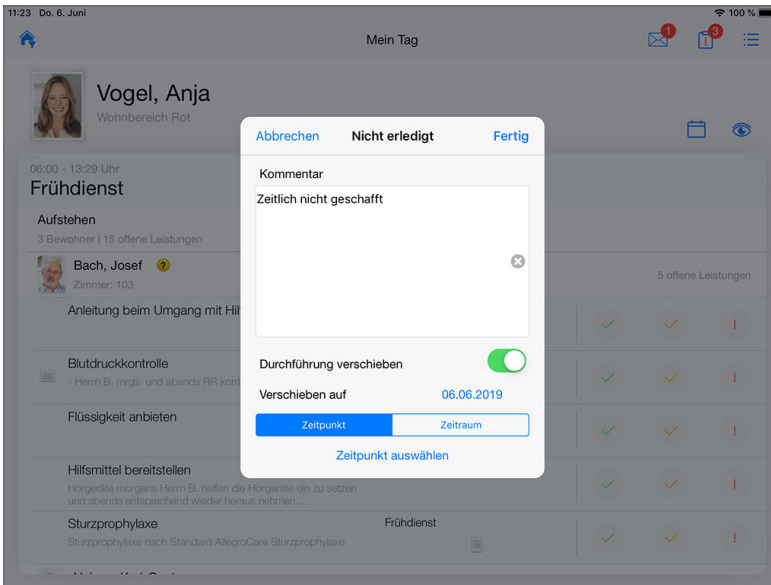 11:23 Do. 6. Juni
100 %
Mein Tag
1
3
Vogel, Anja
Wohnbereich Rot
Abbrechen
Nicht erledigt
Fertig
Kommentar
Zeitlich nicht geschafft
Durchführung verschieben
Verschieben auf
06.06.2019
Zeitpunkt
Zeitraum
Zeitpunkt auswählen
06:00 - 13:29 Uhr
Frühdienst
Aufstehen
3 Bewohner | 15 offene Leistungen
Bach, Josef ?
Zimmer: 103
5 offene Leistungen
Anleitung beim Umgang mit
Blutdruckkontrolle
- Herrn B. mrgs. und abends RR
Flüssigkeit anbieten
Hilfsmittel bereitstellen
Hörgeräte morgens Herrn B. helfen die Hörgeräte ein zu setzen
und abends entsprechend wieder heraus nehmen....
Sturzprophylaxe
Frühdienst
Sturzprophylaxe nach Standard AllegroCare Sturzprophylaxe